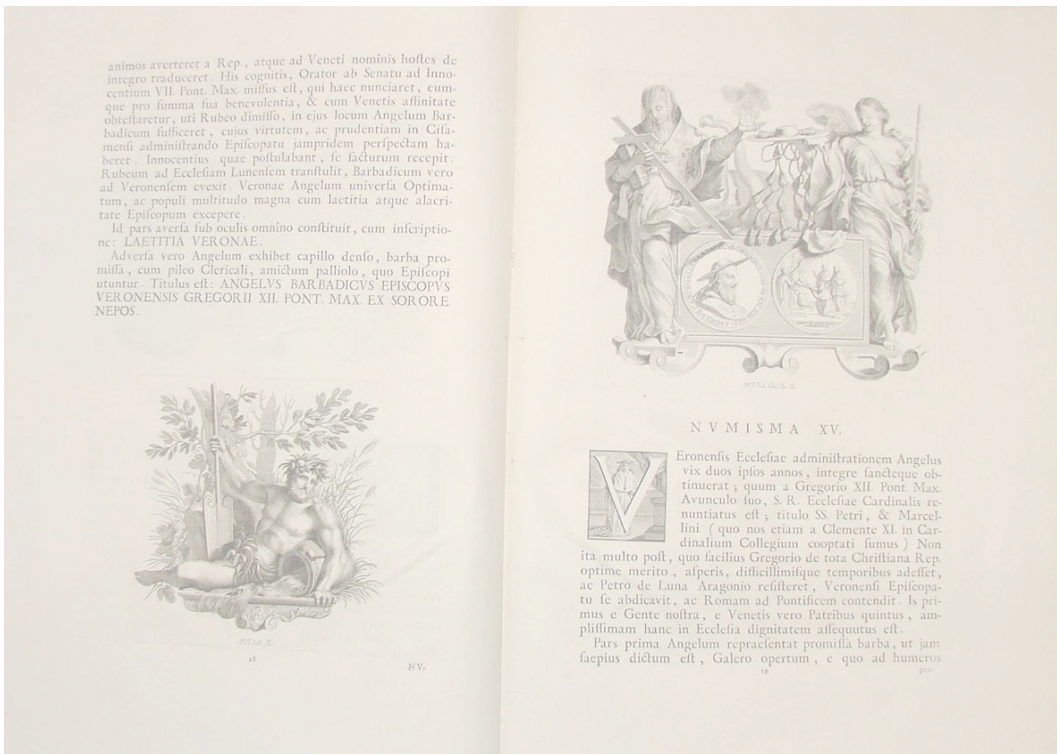 animos averteret a Rep., atque ad Veneti nominis hoſtes de
integro traduceret. His cognitis, Orator ab Senatu ad Inno-
centium VII. Pont. Max. miſſus eſt, qui haec nunciaret, eum-
que pro ſumma ſua benevolentia, & cum Venetis affinitate
obteſtaretur, uti Rubeo dimiſſo, in ejus locum Angelum Bar-
badicum ſufficeret, cujus virtutem, ac prudentiam in Ciſa-
menſi adminiſtrando Epiſcopatu jampridem perſpectam ha-
beret. Innocentius quae poſtulabant, ſe facturum recepit.
Rubeum ad Eccleſiam Lunenſem tranſtulit, Barbadicum vero
ad Veronenſem evexit. Veronae Angelum univerſa Optima-
tum, ac populi multitudo magna cum laetitia atque alacri-
tate Epiſcopum excepere.
Id pars averſa ſub oculis omnino conſtituit, cum inſcriptio-
ne: LAETITIA VERONAE.
Adverſa vero Angelum exhibet capillo denſo, barba pro-
miſſa, cum pileo Clericali, amictum palliolo, quo Epiſcopi
utuntur. Titulus eſt: ANGELVS BARBADICVS EPISCOPVS
VERONENSIS GREGORII XII. PONT. MAX. EX SORORE
NEPOS.
18
NV-
NVMISMA XV.
VEronenſis Eccleſiae adminiſtrationem Angelus
vix duos ipſos annos, integre ſancteque ob-
tinuerat; quum a Gregorio XII. Pont. Max.
Avunculo ſuo, S. R. Eccleſiae Cardinalis re-
nuntiatus eſt; titulo SS. Petri, & Marcel-
lini (quo nos etiam a Clemente XI. in Car-
dinalium Collegium cooptati ſumus) Non
ita multo poſt, quo facilius Gregorio de tota Chriſtiana Rep.
optime merito, aſperis, difficillimiſque temporibus adeſſet,
ac Petro de Luna Aragonio reſiſteret, Veronenſi Epiſcopa-
tu ſe abdicavit, ac Romam ad Pontificem contendit. Is pri-
mus e Gente noſtra, e Venetis vero Patribus quintus, am-
pliſſimam hanc in Eccleſia dignitatem aſſequutus eſt.
Pars prima Angelum repraeſentat promiſſa barba, ut jam
ſaepius dictum eſt, Galero opertum, e quo ad humeros
19